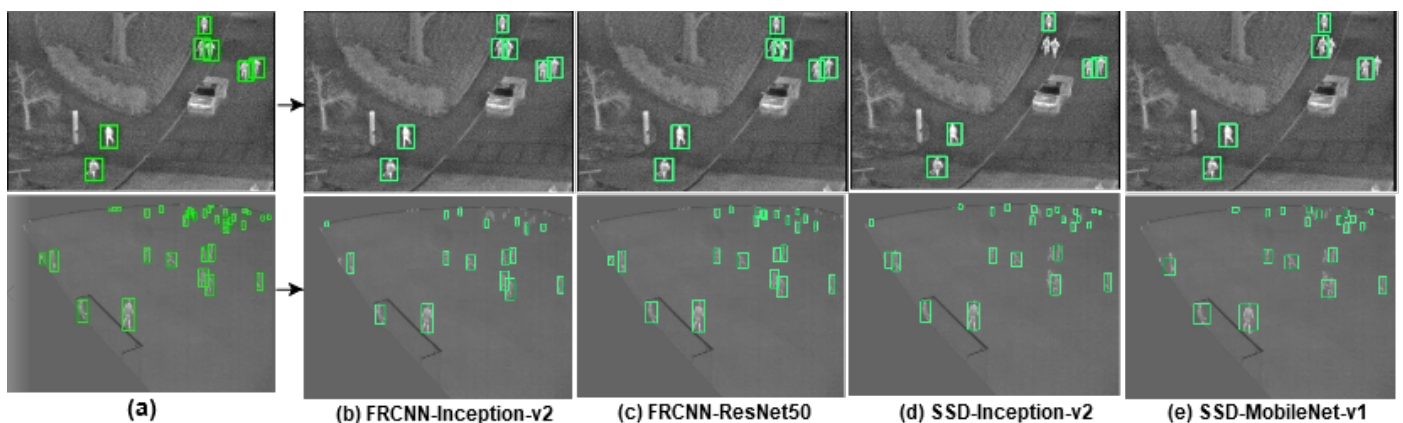 (a)
(b) FRCNN-Inception-v2
(c) FRCNN-ResNet50
(d) SSD-Inception-v2
(e) SSD-MobileNet-v1